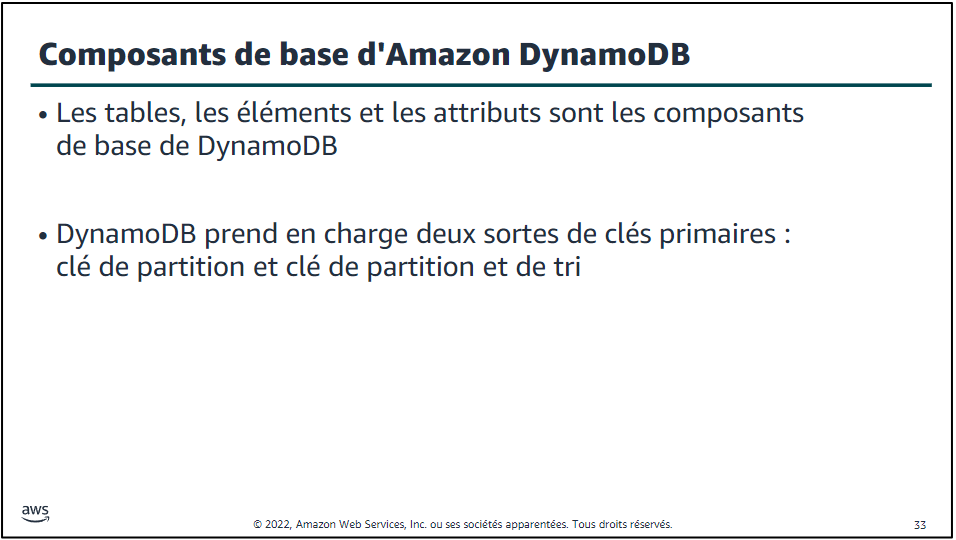 Composants de base d'Amazon DynamoDB
• Les tables, les éléments et les attributs sont les composants
de base de DynamoDB
• DynamoDB prend en charge deux sortes de clés primaires :
clé de partition et clé de partition et de tri
aws
© 2022, Amazon Web Services, Inc. ou ses sociétés apparentées. Tous droits réservés.
33